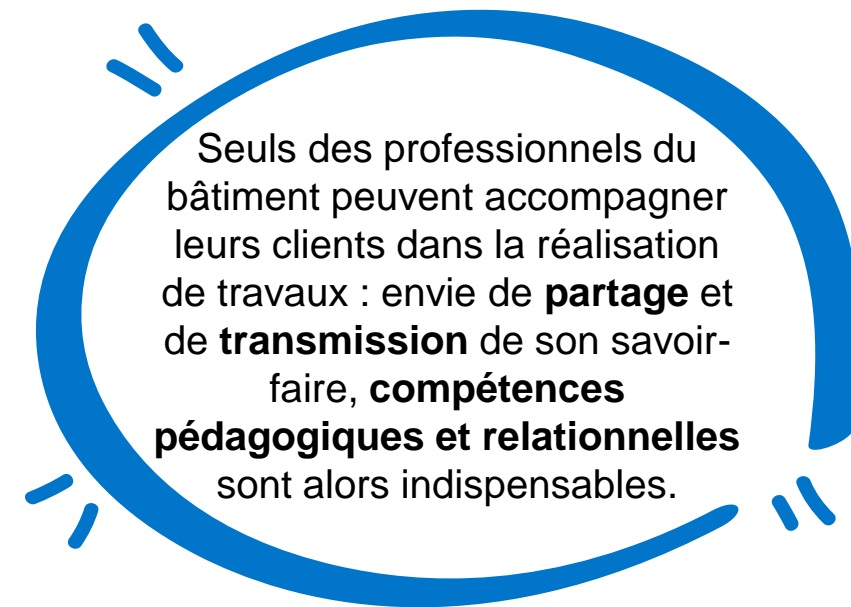 Seuls des professionnels du
bâtiment peuvent accompagner
leurs clients dans la réalisation
de travaux : envie de partage et
de transmission de son savoir-
faire, compétences
pédagogiques et relationnelles
sont alors indispensables.